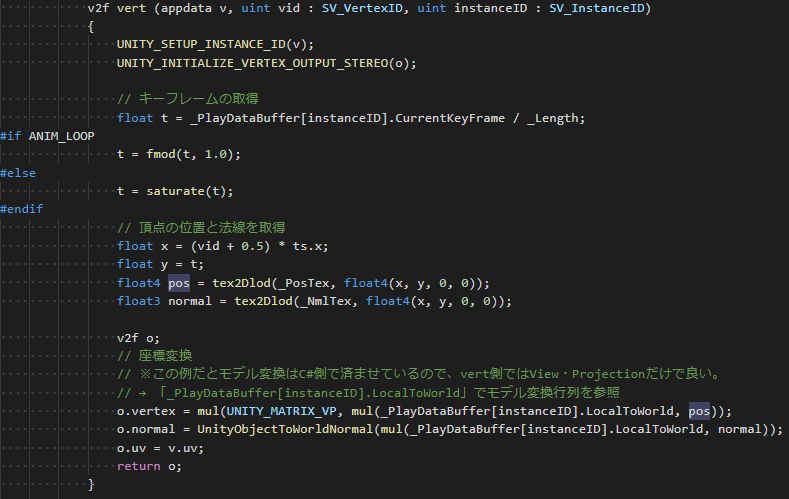 v2f vert (appdata v, uint vid : SV_VertexID, uint instanceID : SV_InstanceID)
{
UNITY_SETUP_INSTANCE_ID(v);
UNITY_INITIALIZE_VERTEX_OUTPUT_STEREO(o);
// キーフレームの取得
float t = _PlayDataBuffer[instanceID].CurrentKeyFrame / _Length;
#if ANIM_LOOP
t = fmod(t, 1.0);
#else
t = saturate(t);
#endif
// 頂点の位置と法線を取得
float x = (vid + 0.5) * ts.x;
float y = t;
float4 pos = tex2Dlod(_PosTex, float4(x, y, 0, 0));
float3 normal = tex2Dlod(_NmlTex, float4(x, y, 0, 0));
v2f o;
// 座標変換
// ※この例だとモデル変換はC#側で済ませているので、vert側ではView・Projectionだけで良い。
// → 「_PlayDataBuffer[instanceID].LocalToWorld」でモデル変換行列を参照
o.vertex = mul(UNITY_MATRIX_VP, mul(_PlayDataBuffer[instanceID].LocalToWorld, pos));
o.normal = UnityObjectToWorldNormal(mul(_PlayDataBuffer[instanceID].LocalToWorld, normal));
o.uv = v.uv;
return o;
}